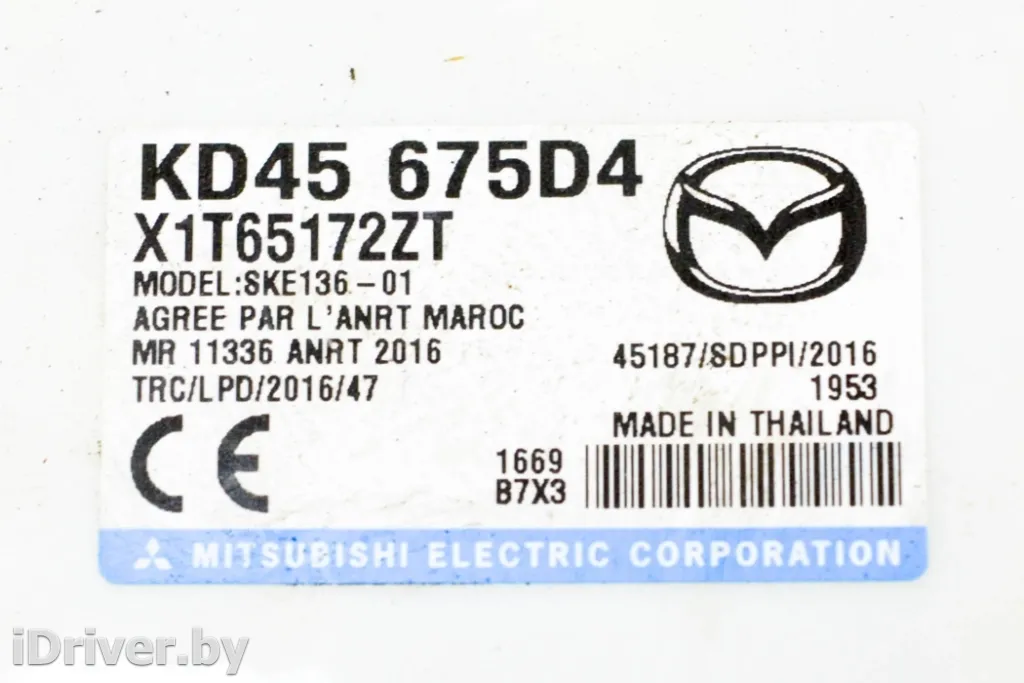 KD45 675D4
X1T65172ZT
MODEL:SKE136-01
AGREE PAR L'ANRT MAROC
MR 11336 ANRT 2016
TRC/LPD/2016/47
45187/SDPPI/2016
1953
MADE IN THAILAND
1669
B7X3
MITSUBISHI ELECTRIC CORPORATION
CE
iDriver.by